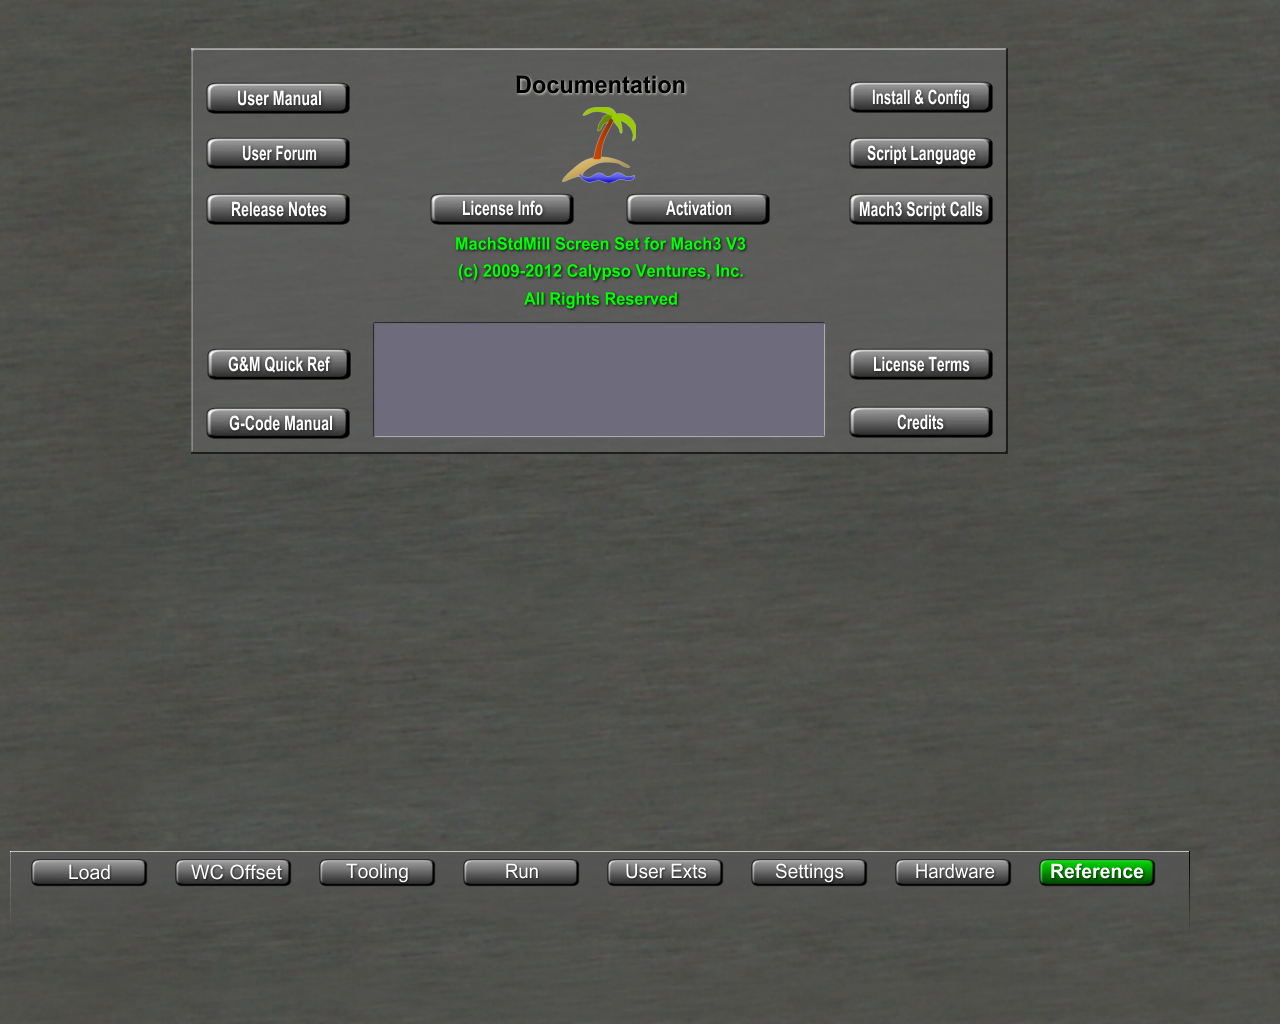 Documentation
User Manual
Install & Config
User Forum
Script Language
Release Notes
License Info
Activation
Mach3 Script Calls
MachStdMill Screen Set for Mach3 V3
(c) 2009-2012 Calypso Ventures, Inc.
All Rights Reserved
G&M Quick Ref
License Terms
G-Code Manual
Credits
Load
WC Offset
Tooling
Run
User Exts
Settings
Hardware
Reference